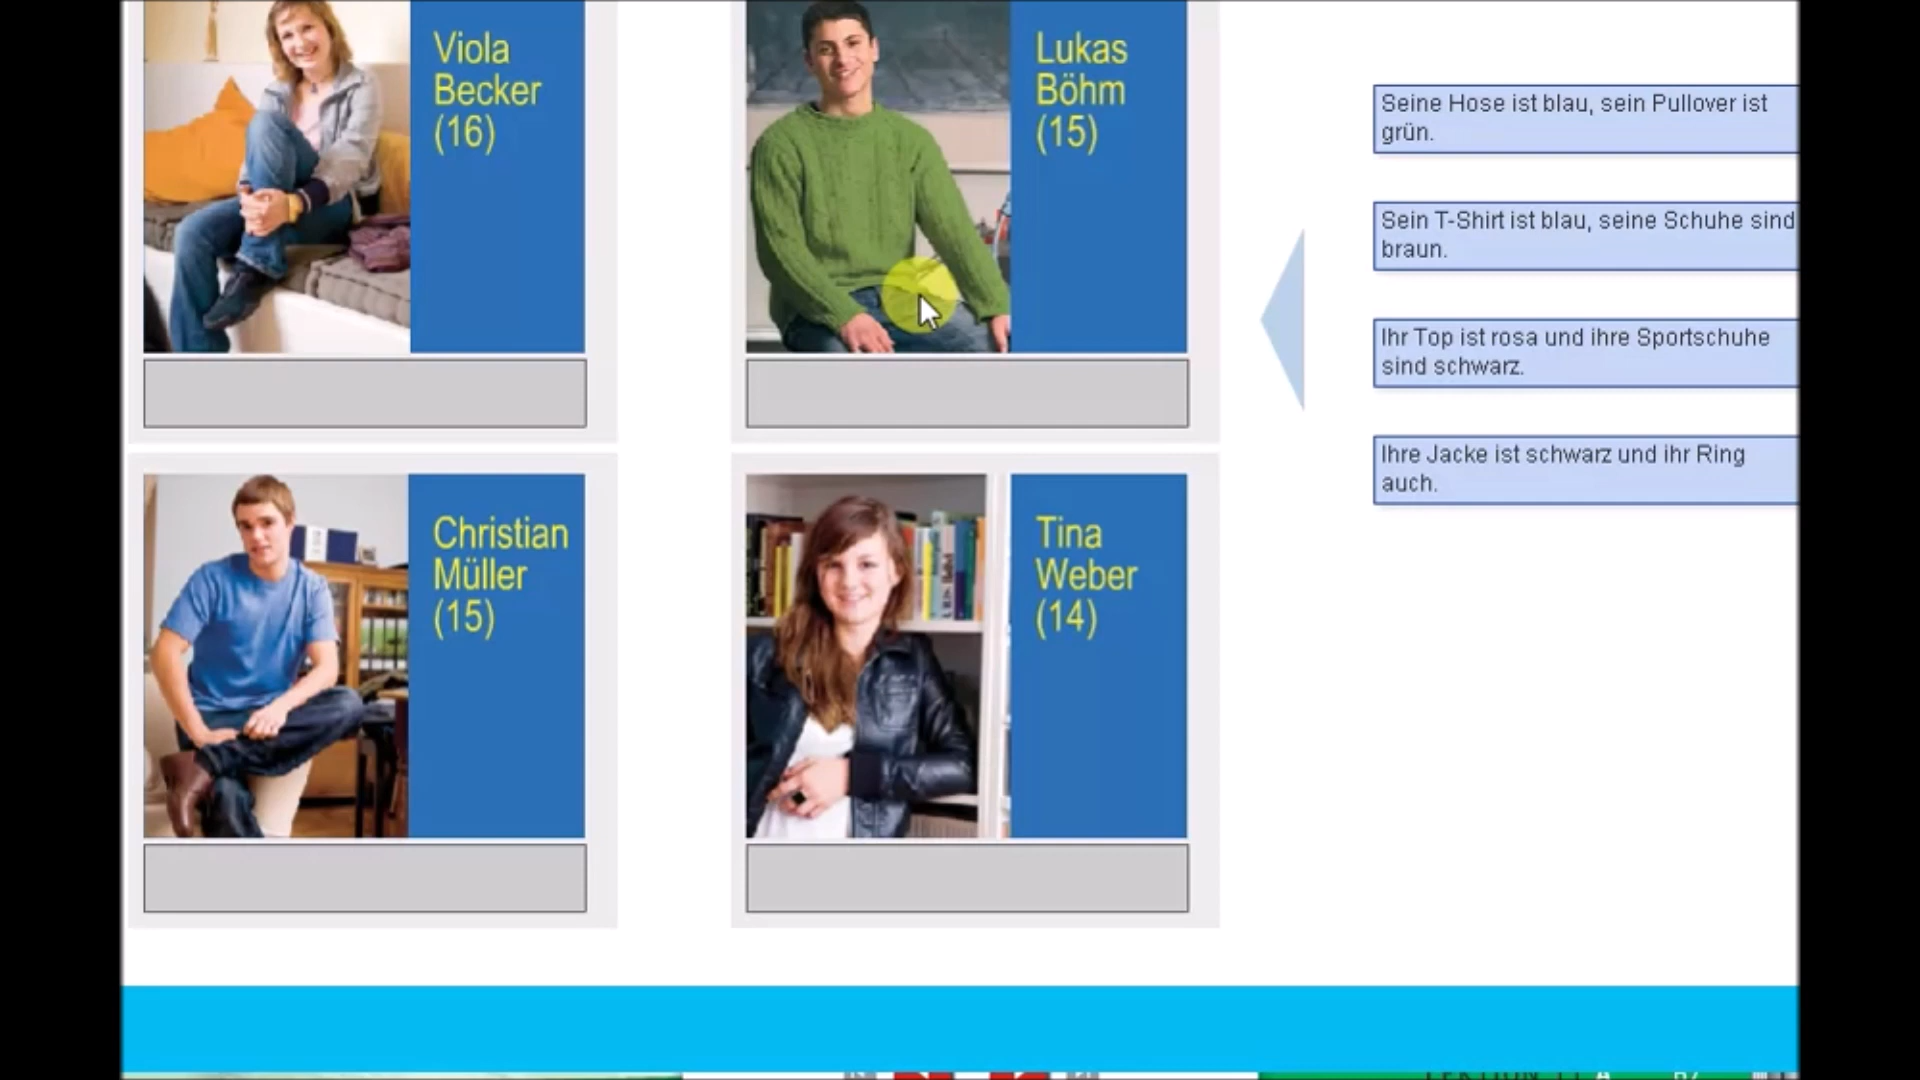 Viola
Becker
(16)
Lukas
Böhm
(15)
Christian
Müller
(15)
Tina
Weber
(14)
Seine Hose ist blau, sein Pullover ist
grün.
Sein T-Shirt ist blau, seine Schuhe sind
braun.
Ihr Top ist rosa und ihre Sportschuhe
sind schwarz.
Ihre Jacke ist schwarz und ihr Ring
auch.